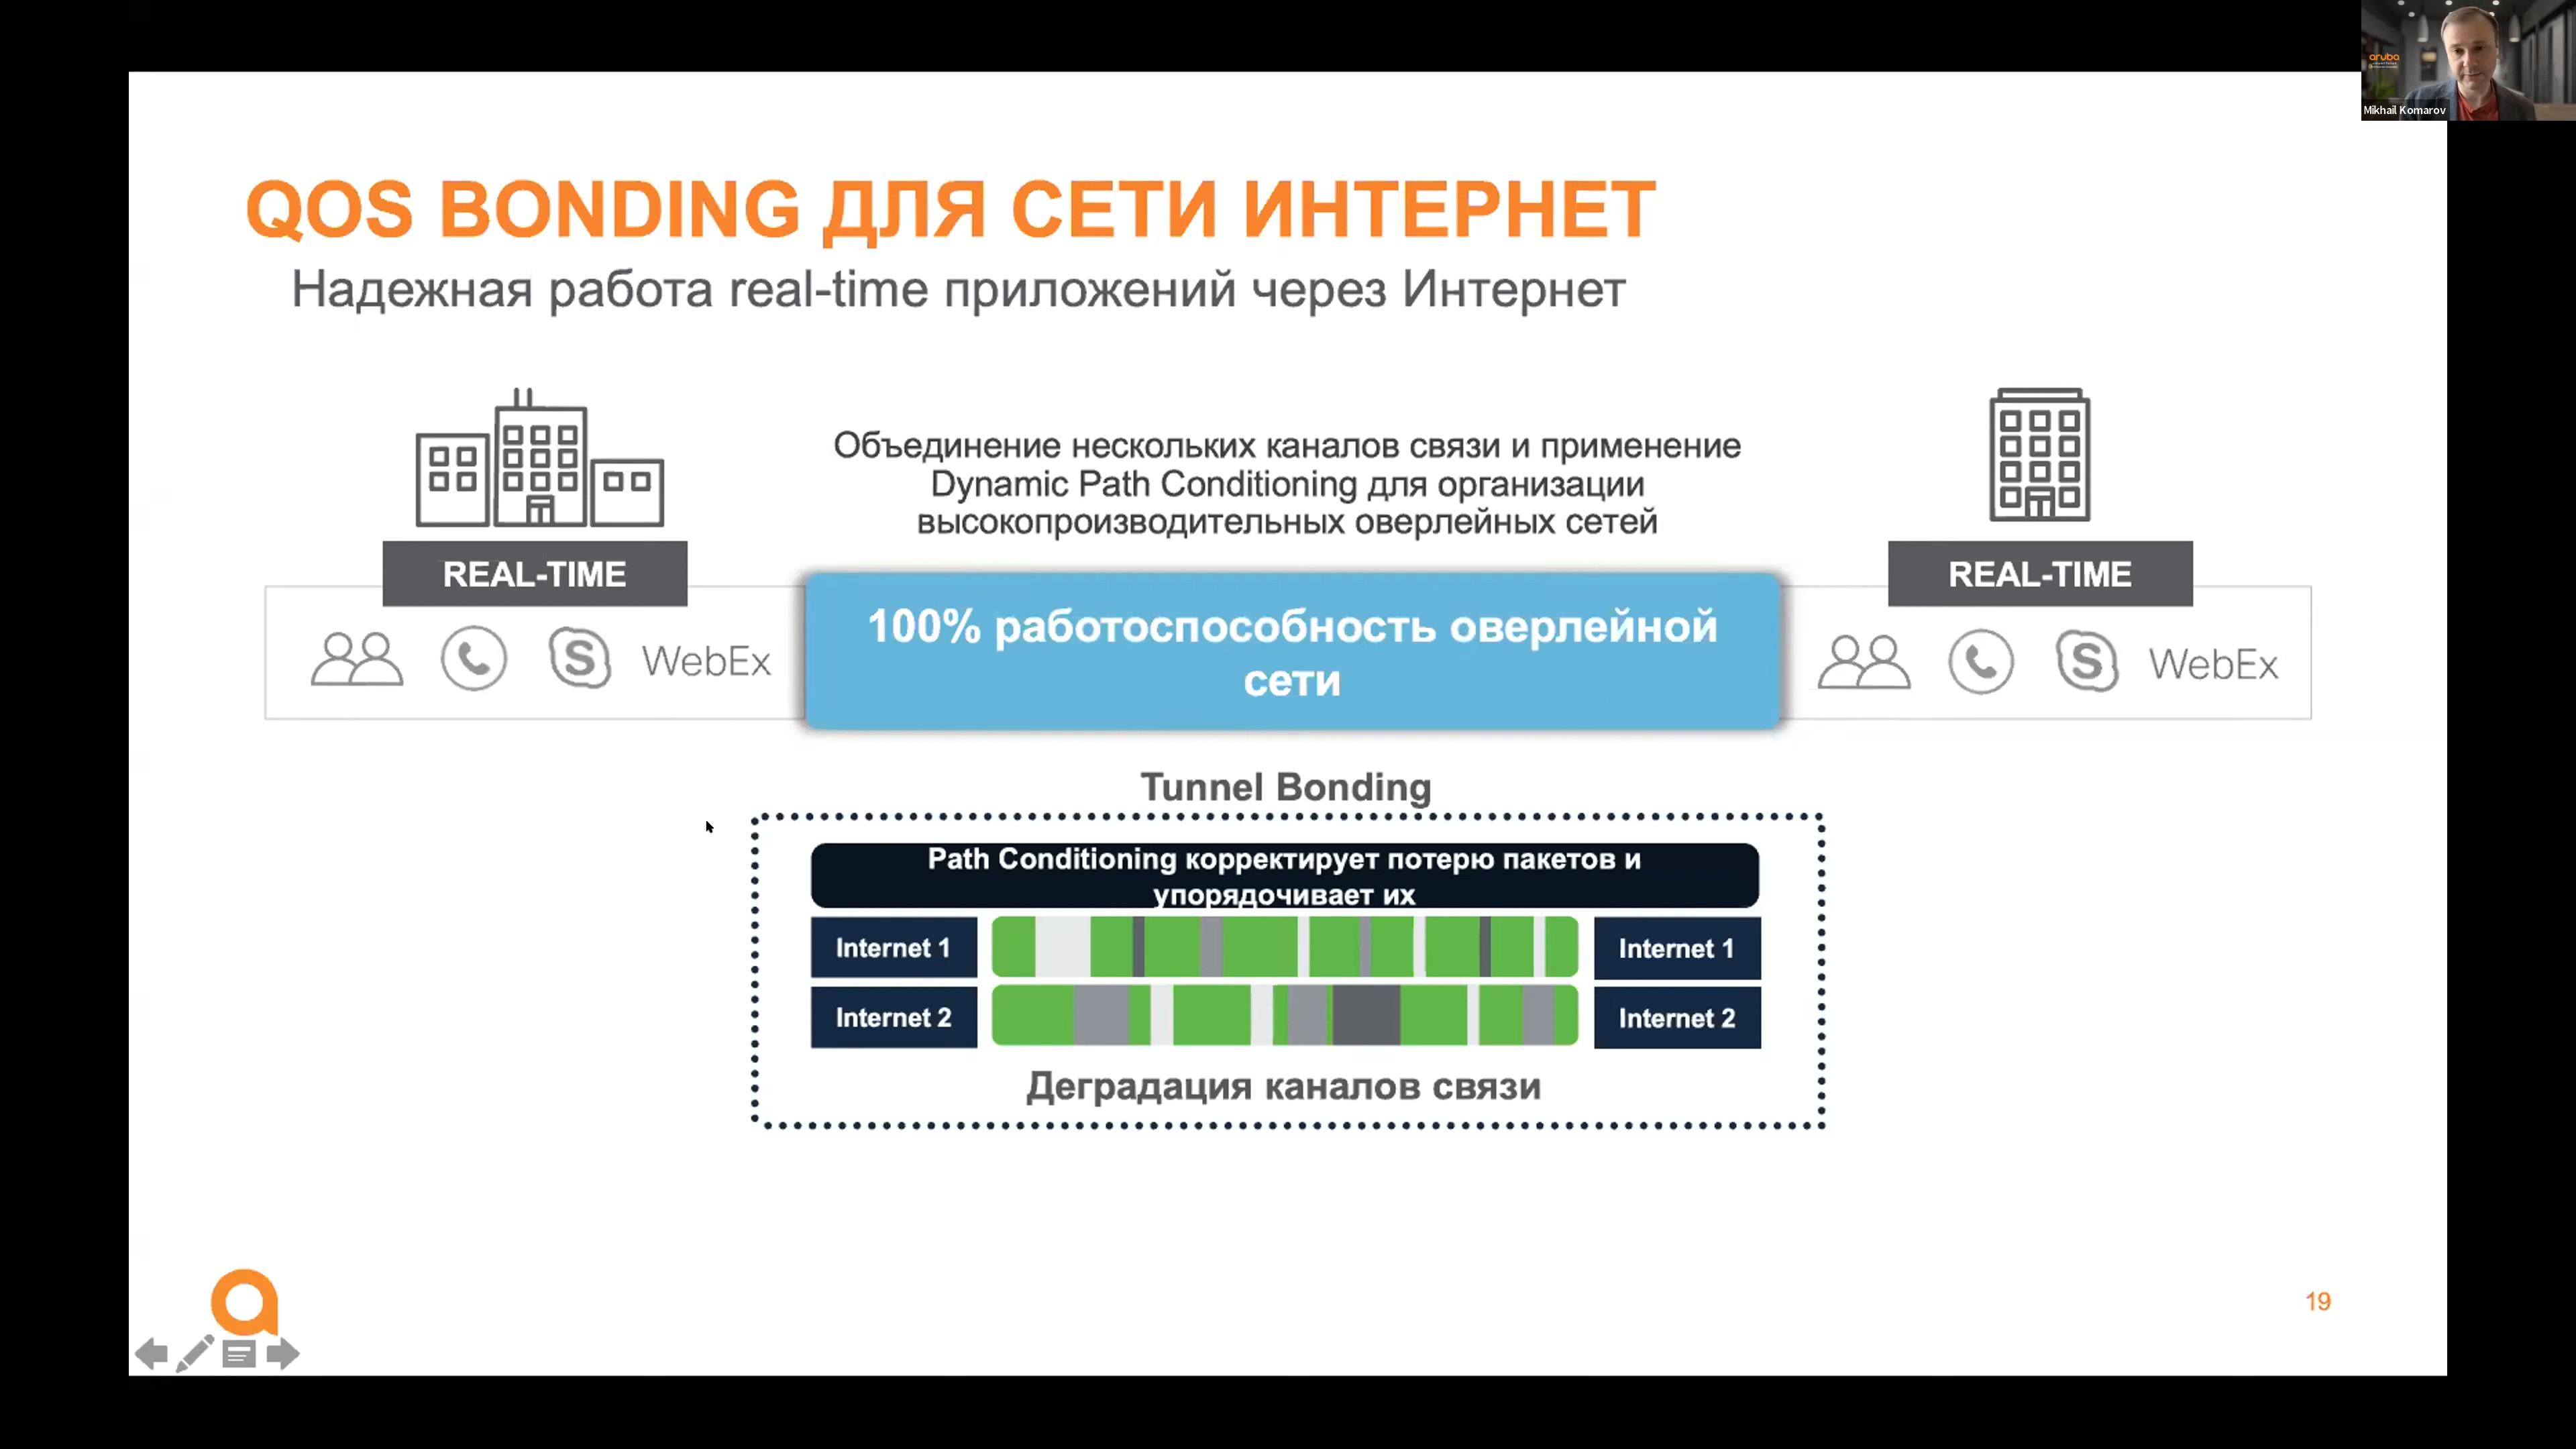 aruba
Mikhail Komarov
QOS BONDING ДЛЯ СЕТИ ИНТЕРНЕТ
Надежная работа real-time приложений через Интернет
Объединение нескольких каналов связи и применение
Dynamic Path Conditioning для организации
высокопроизводительных оверлейных сетей
REAL-TIME
REAL-TIME
WebEx
100% работоспособность оверлейной
сети
WebEx
Tunnel Bonding
Path Conditioning корректирует потерю пакетов и
упорядочивает их
Internet 1
Internet 1
Internet 2
Internet 2
Деградация каналов связи
19